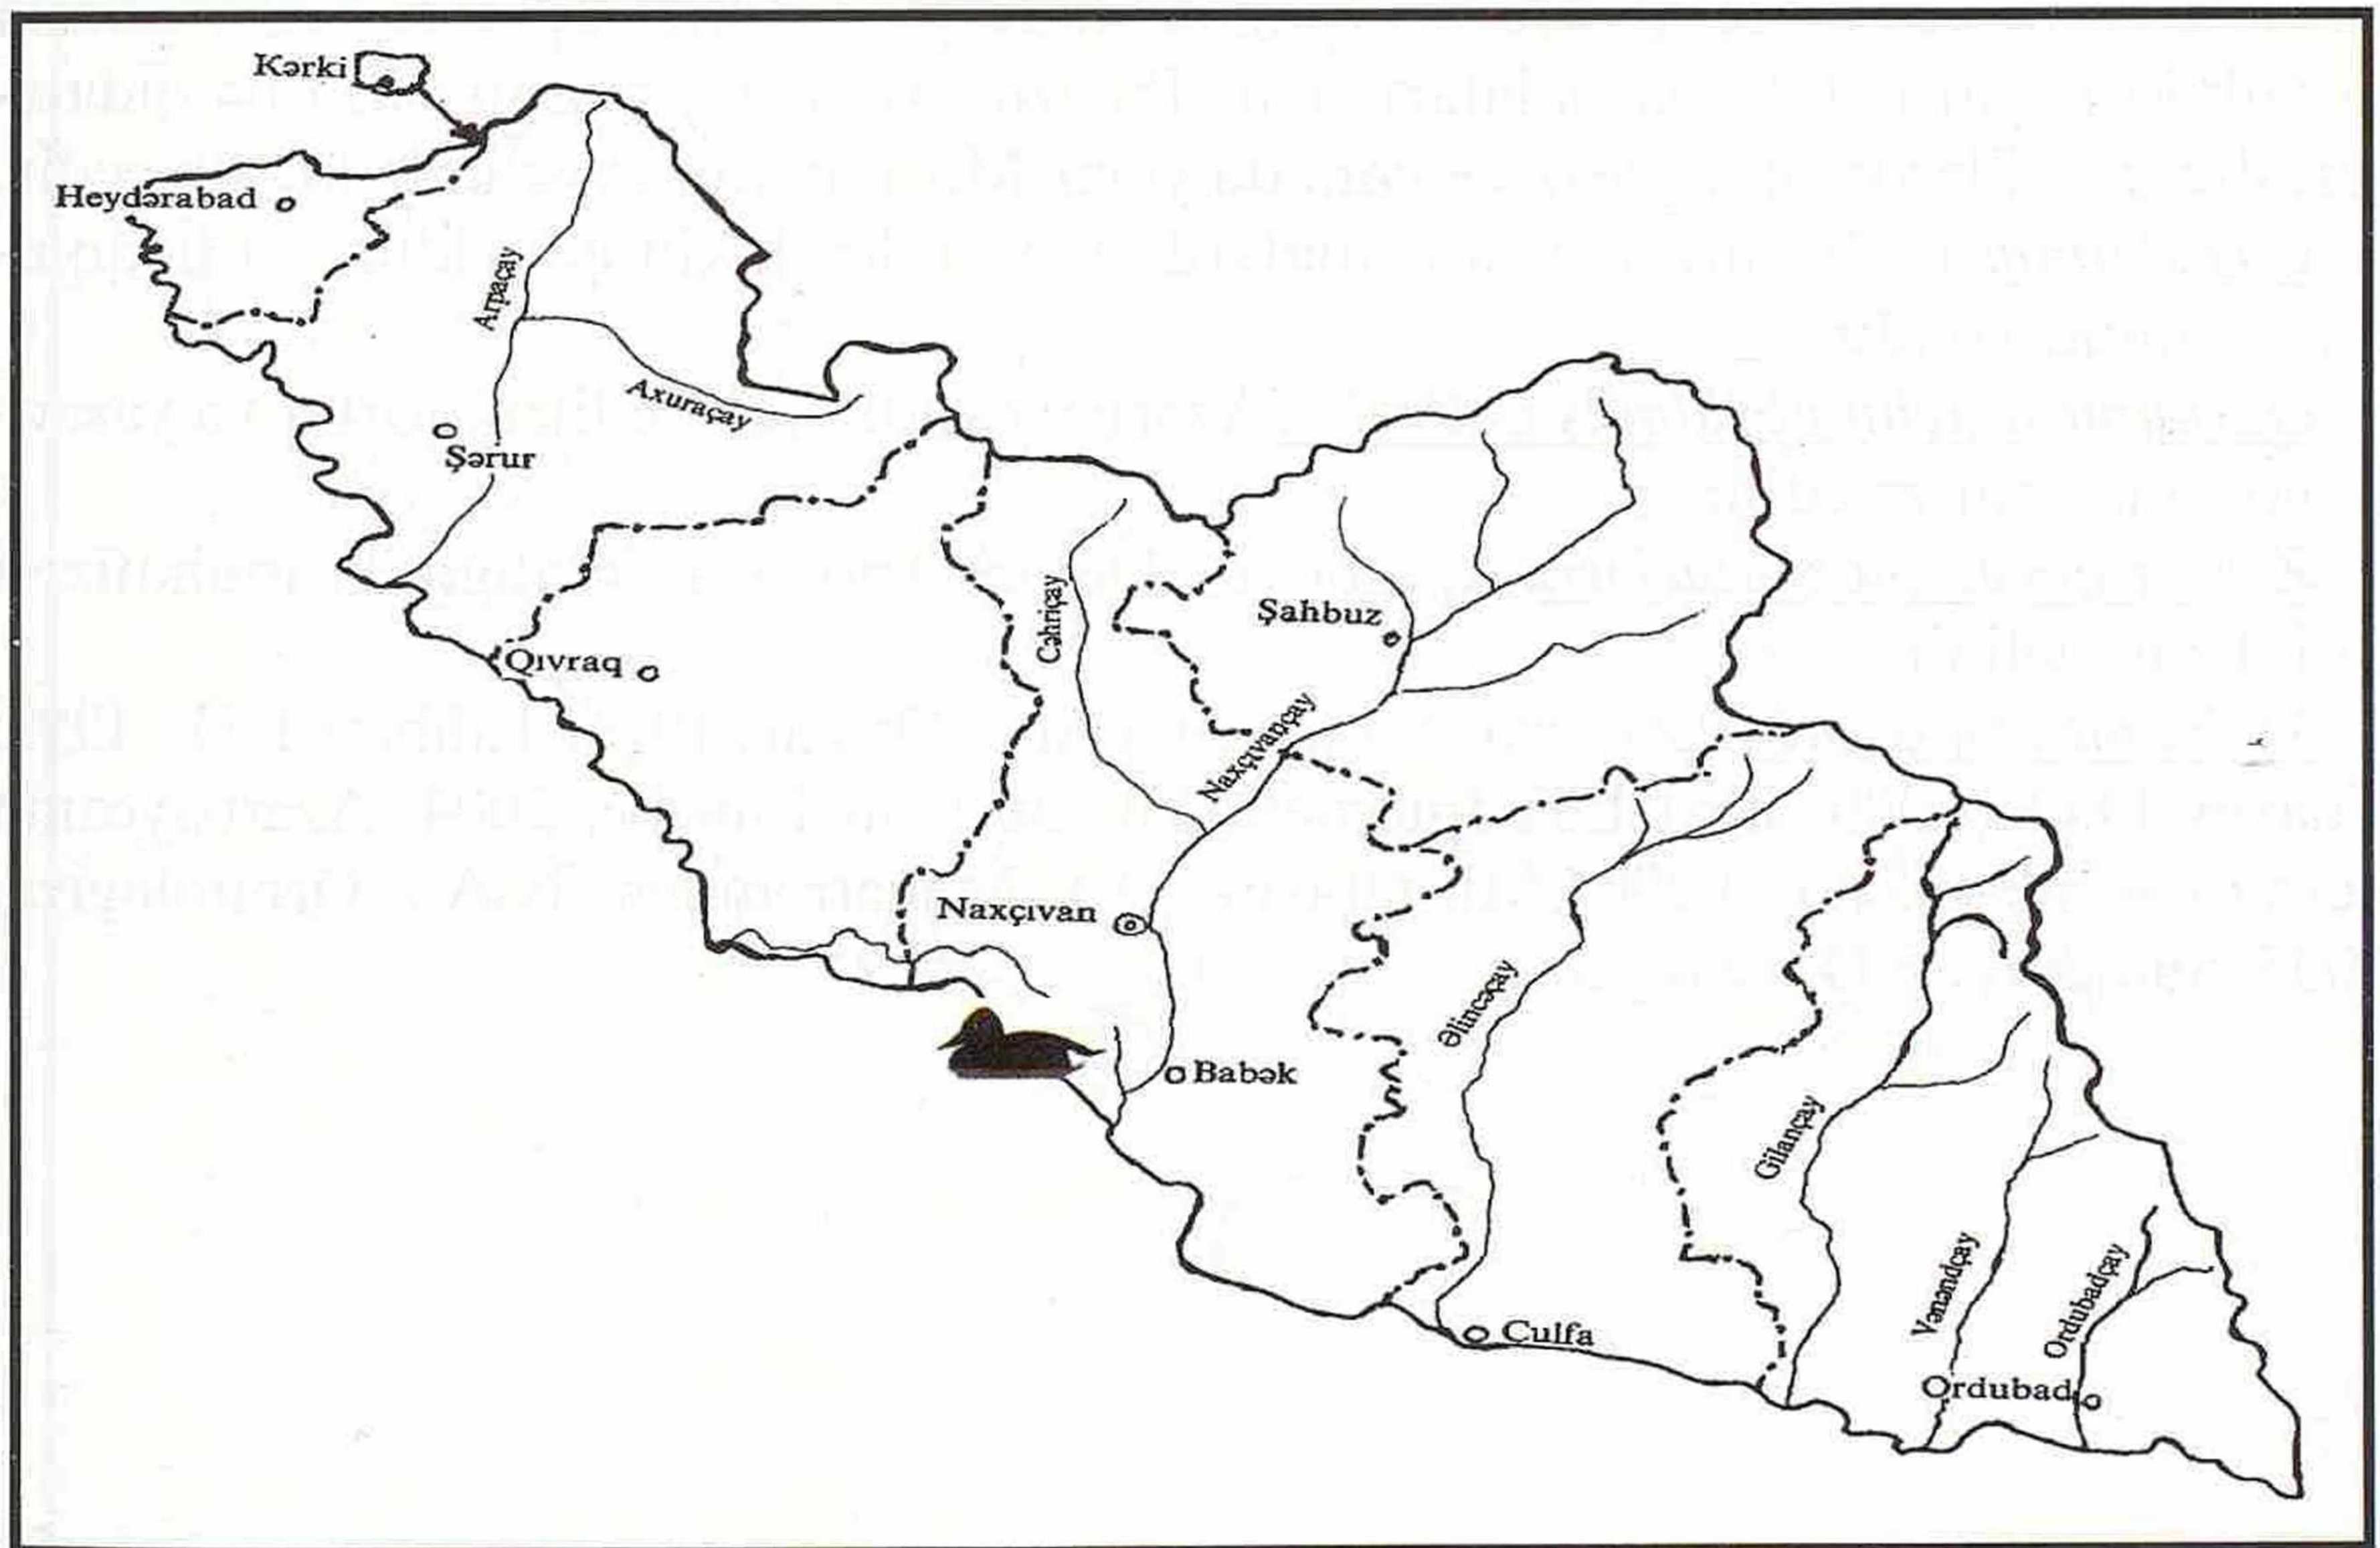 Kərki
Heydərabad
Arpaçay
Axuraçay
Şərur
Cəhriçay
Şahbuz
Qıvraq
Naxçıvançay
Naxçıvan
Əlincəçay
Babək
Gilançay
Vənəndçay
Ordubadçay
Culfa
Ordubad